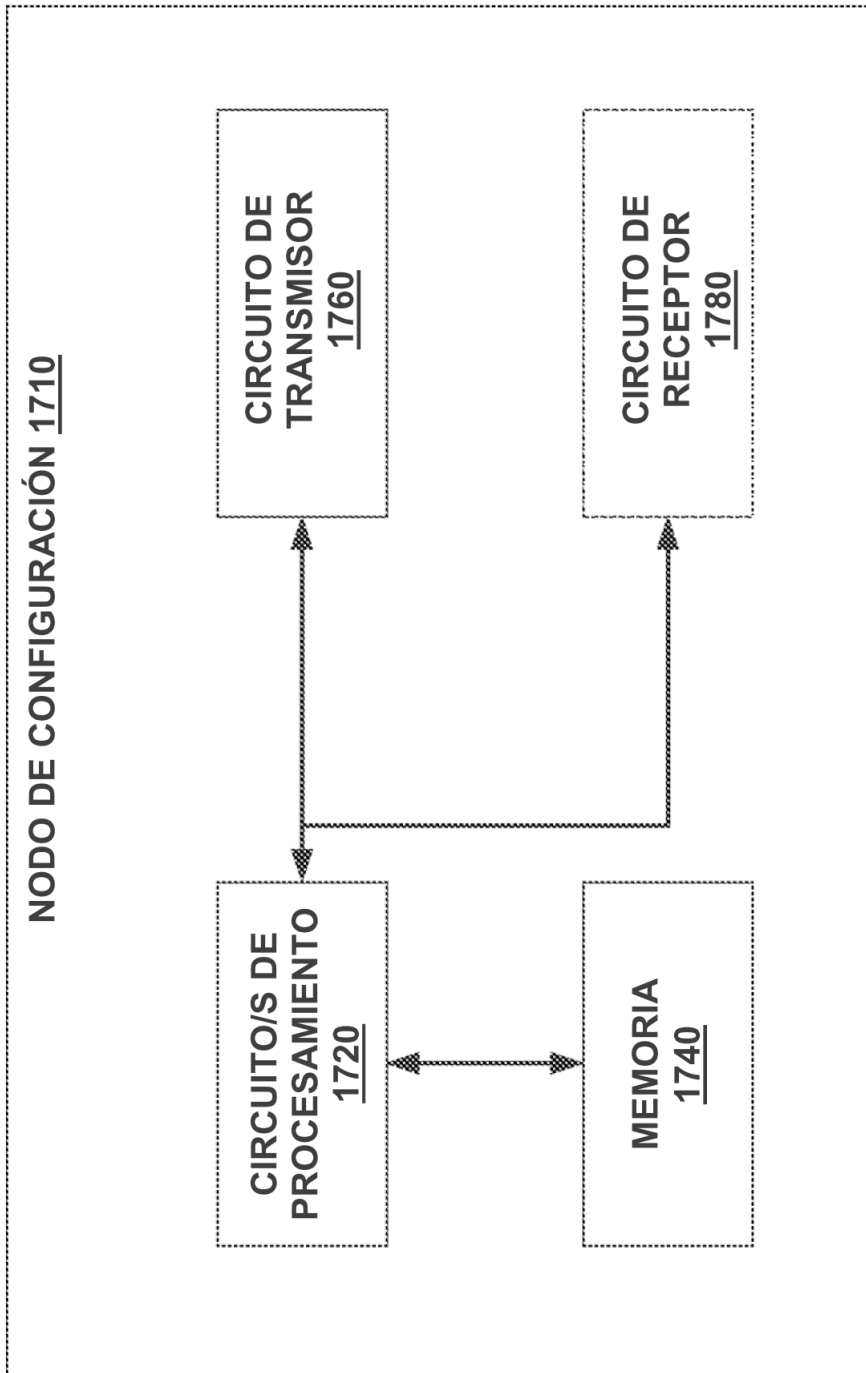 NODO DE CONFIGURACIÓN 1710
CIRCUITO/S DE
PROCESAMIENTO
1720
CIRCUITO DE
TRANSMISOR
1760
MEMORIA
1740
CIRCUITO DE
RECEPTOR
1780